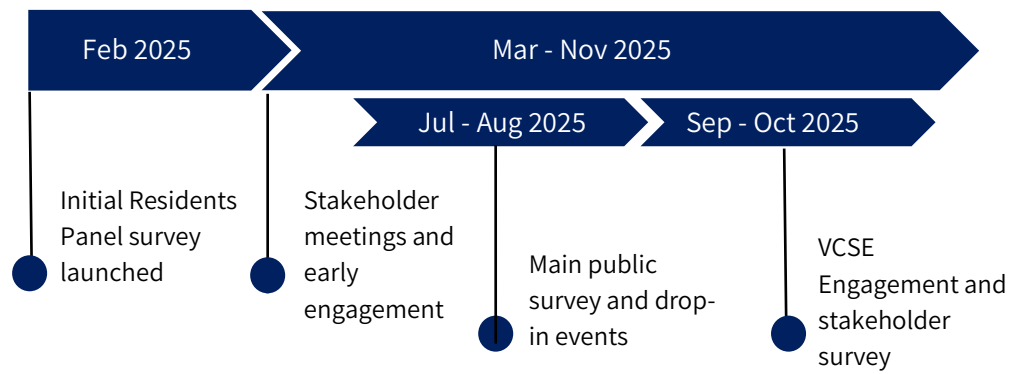 Feb 2025
Mar - Nov 2025
Jul - Aug 2025
Sep - Oct 2025
Initial Residents
Panel survey
launched
Stakeholder
meetings and
early
engagement
Main public
survey and drop-
in events
VCSE
Engagement and
stakeholder
survey